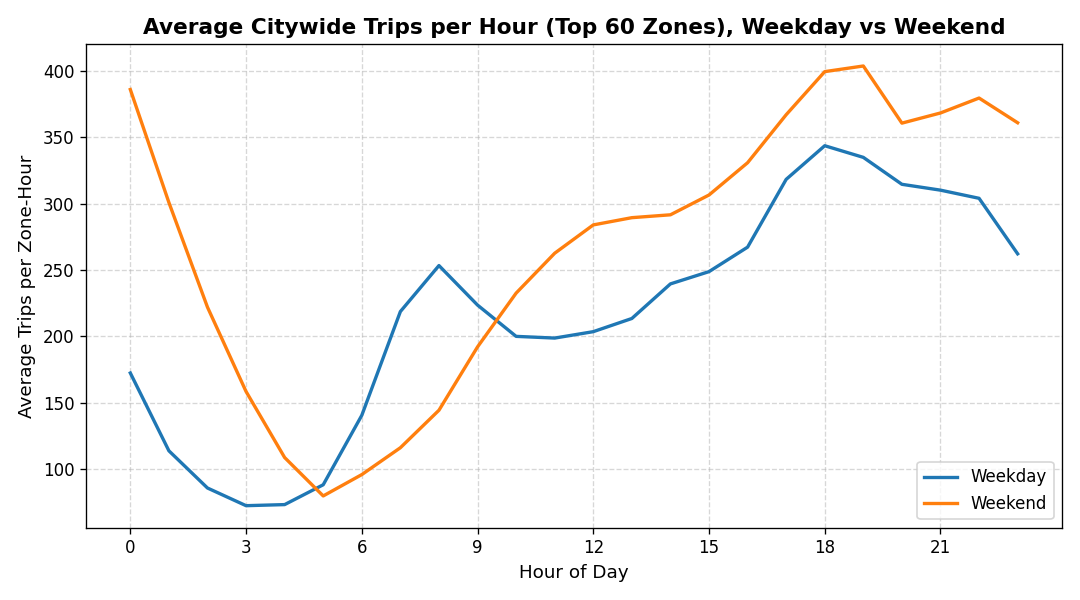 Average Citywide Trips per Hour (Top 60 Zones), Weekday vs Weekend
Average Trips per Zone-Hour
400
350
300
250
200
150
100
0 3 6 9 12 15 18 21
Hour of Day
Weekday
Weekend